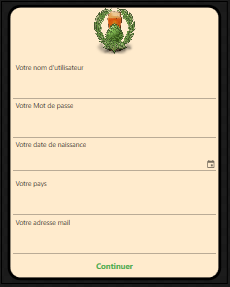 Votre nom d'utilisateur
Votre Mot de passe
Votre date de naissance
Votre pays
Votre adresse mail
Continuer